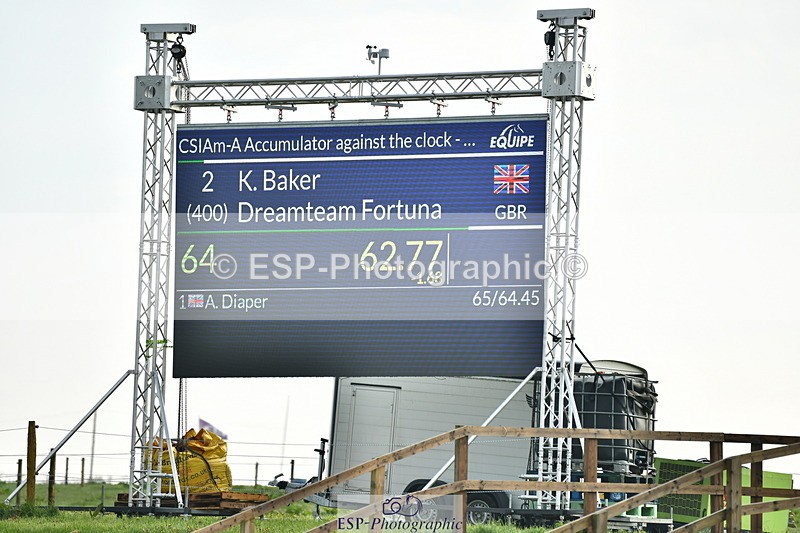 CSIAm-A Accumulator against the clock - ...
EQUIPE
2 K. Baker
(400) Dreamteam Fortuna GBR
64 62.77
© ESP-Photographic ©
1 A. Diaper 65/64.45
ESP-Photographic